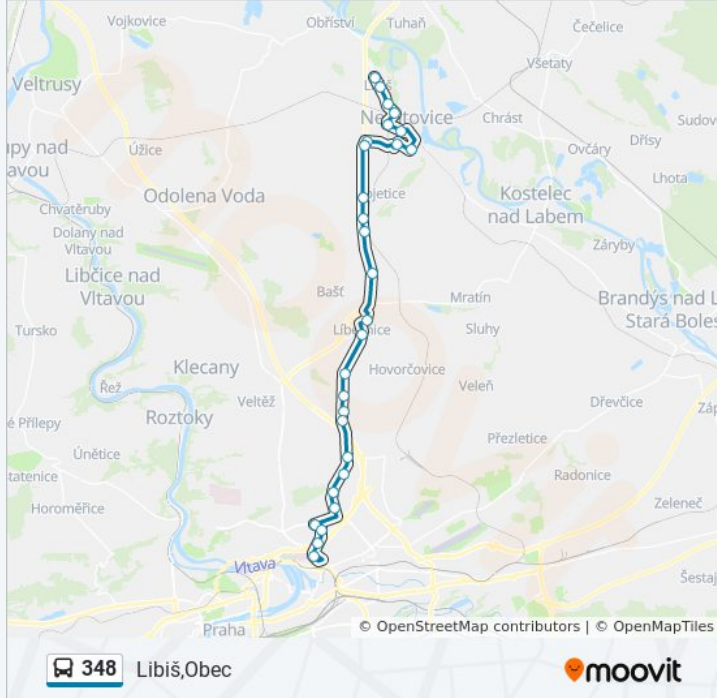 Vojkovice
Obříství
Tuhaň
Čečelice
Veltrusy
Všetaty
Úžice
Chrást
Sudov
upy nad
avou
Ovčáry
Dřísy
Odolena Voda
Lhota
Kostelec
nad Labem
Chvatěruby
Dolany nad
Vltavou
Záryby
Libčice nad
Vltavou
Bašť
Mratín
Brandýs nad L
Stará Boles
Tursko
Sluhy
Klecany
Hovorčovice
Řež
Veleň
Veltěž
Dřevčice
é Přílepy
Roztoky
Únětice
Přezletice
tatenice
Radonice
Horoměřice
Zeleneč
Vltava
Šestaj
Praha
© OpenStreetMap contributors | © OpenMapTiles
348 Libiš,Obec
moovit